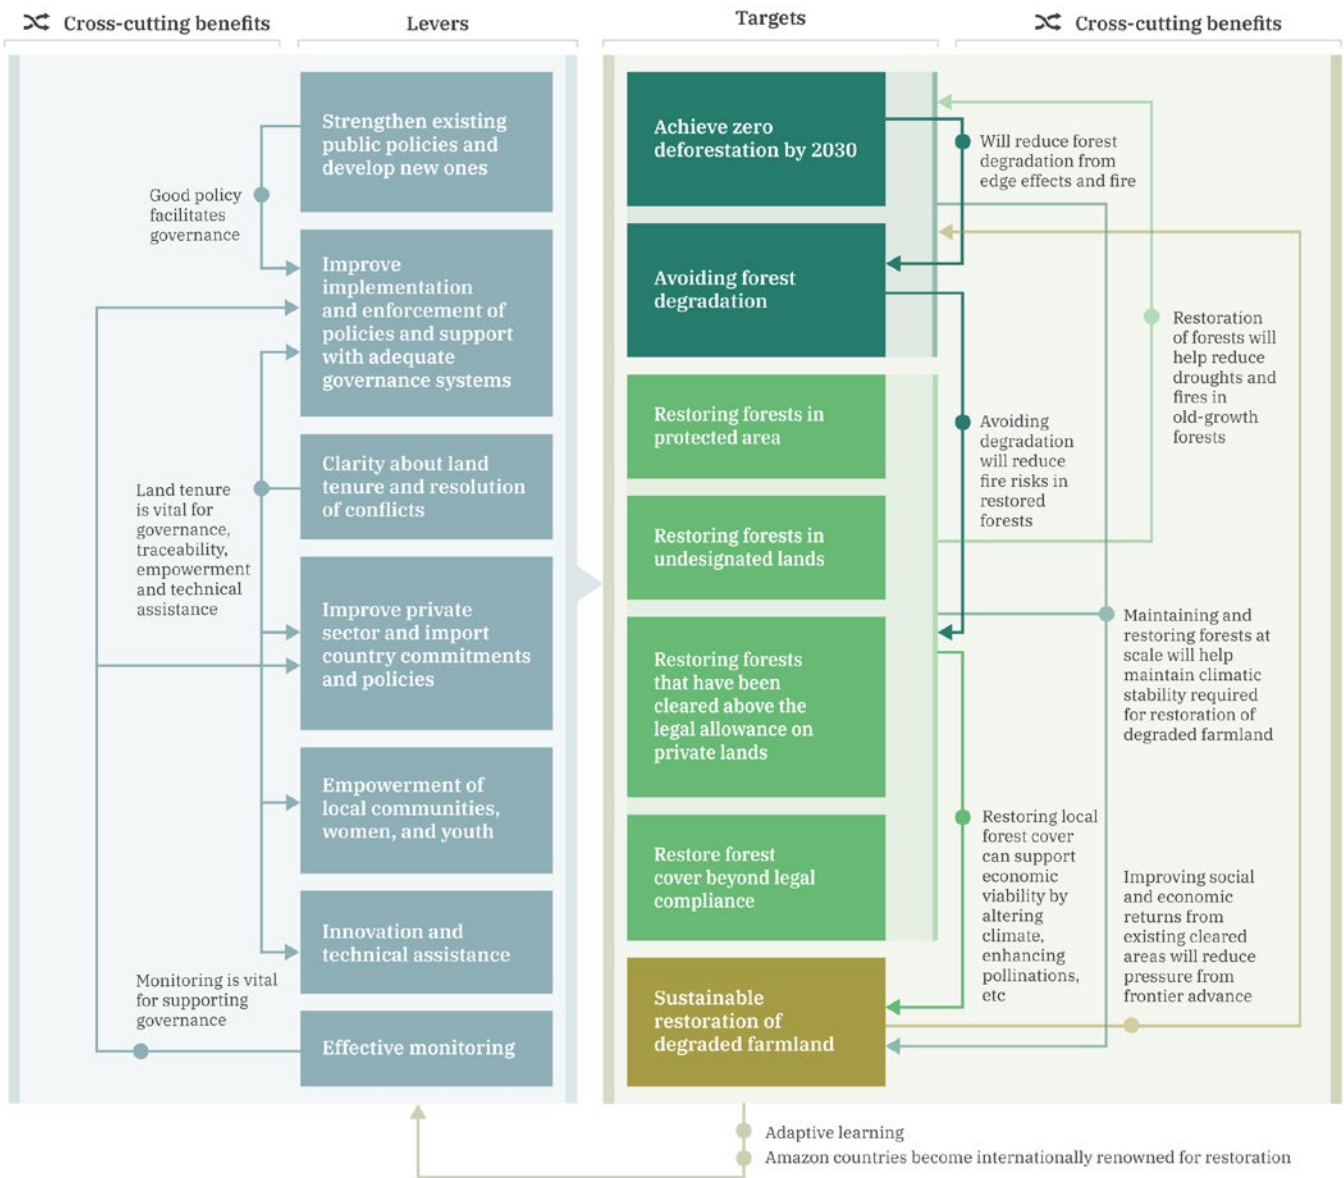 Cross-cutting benefits
Levers
Targets
Cross-cutting benefits
Strengthen existing
public policies and
develop new ones
Good policy
facilitates
governance
Improve
implementation
and enforcement of
policies and support
with adequate
governance systems
Clarity about land
tenure and resolution
of conflicts
Land tenure
is vital for
governance,
traceability,
empowerment
and technical
assistance
Improve private
sector and import
country commitments
and policies
Empowerment of
local communities,
women, and youth
Innovation and
technical assistance
Monitoring is vital
for supporting
governance
Effective monitoring
Achieve zero
deforestation by 2030
Avoiding forest
degradation
Restoring forests in
protected area
Restoring forests in
undesignated lands
Restoring forests
that have been
cleared above the
legal allowance on
private lands
Restore forest
cover beyond legal
compliance
Sustainable
restoration of
degraded farmland
Will reduce forest
degradation from
edge effects and fire
Restoration
of forests will
help reduce
droughts and
fires in
old-growth
forests
Avoiding
degradation
will reduce
fire risks in
restored
forests
Maintaining and
restoring forests at
scale will help
maintain climatic
stability required
for restoration of
degraded farmland
Restoring local
forest cover
can support
economic
viability by
altering
climate,
enhancing
pollinations,
etc
Improving social
and economic
returns from
existing cleared
areas will reduce
pressure from
frontier advance
Adaptive learning
Amazon countries become internationally renowned for restoration